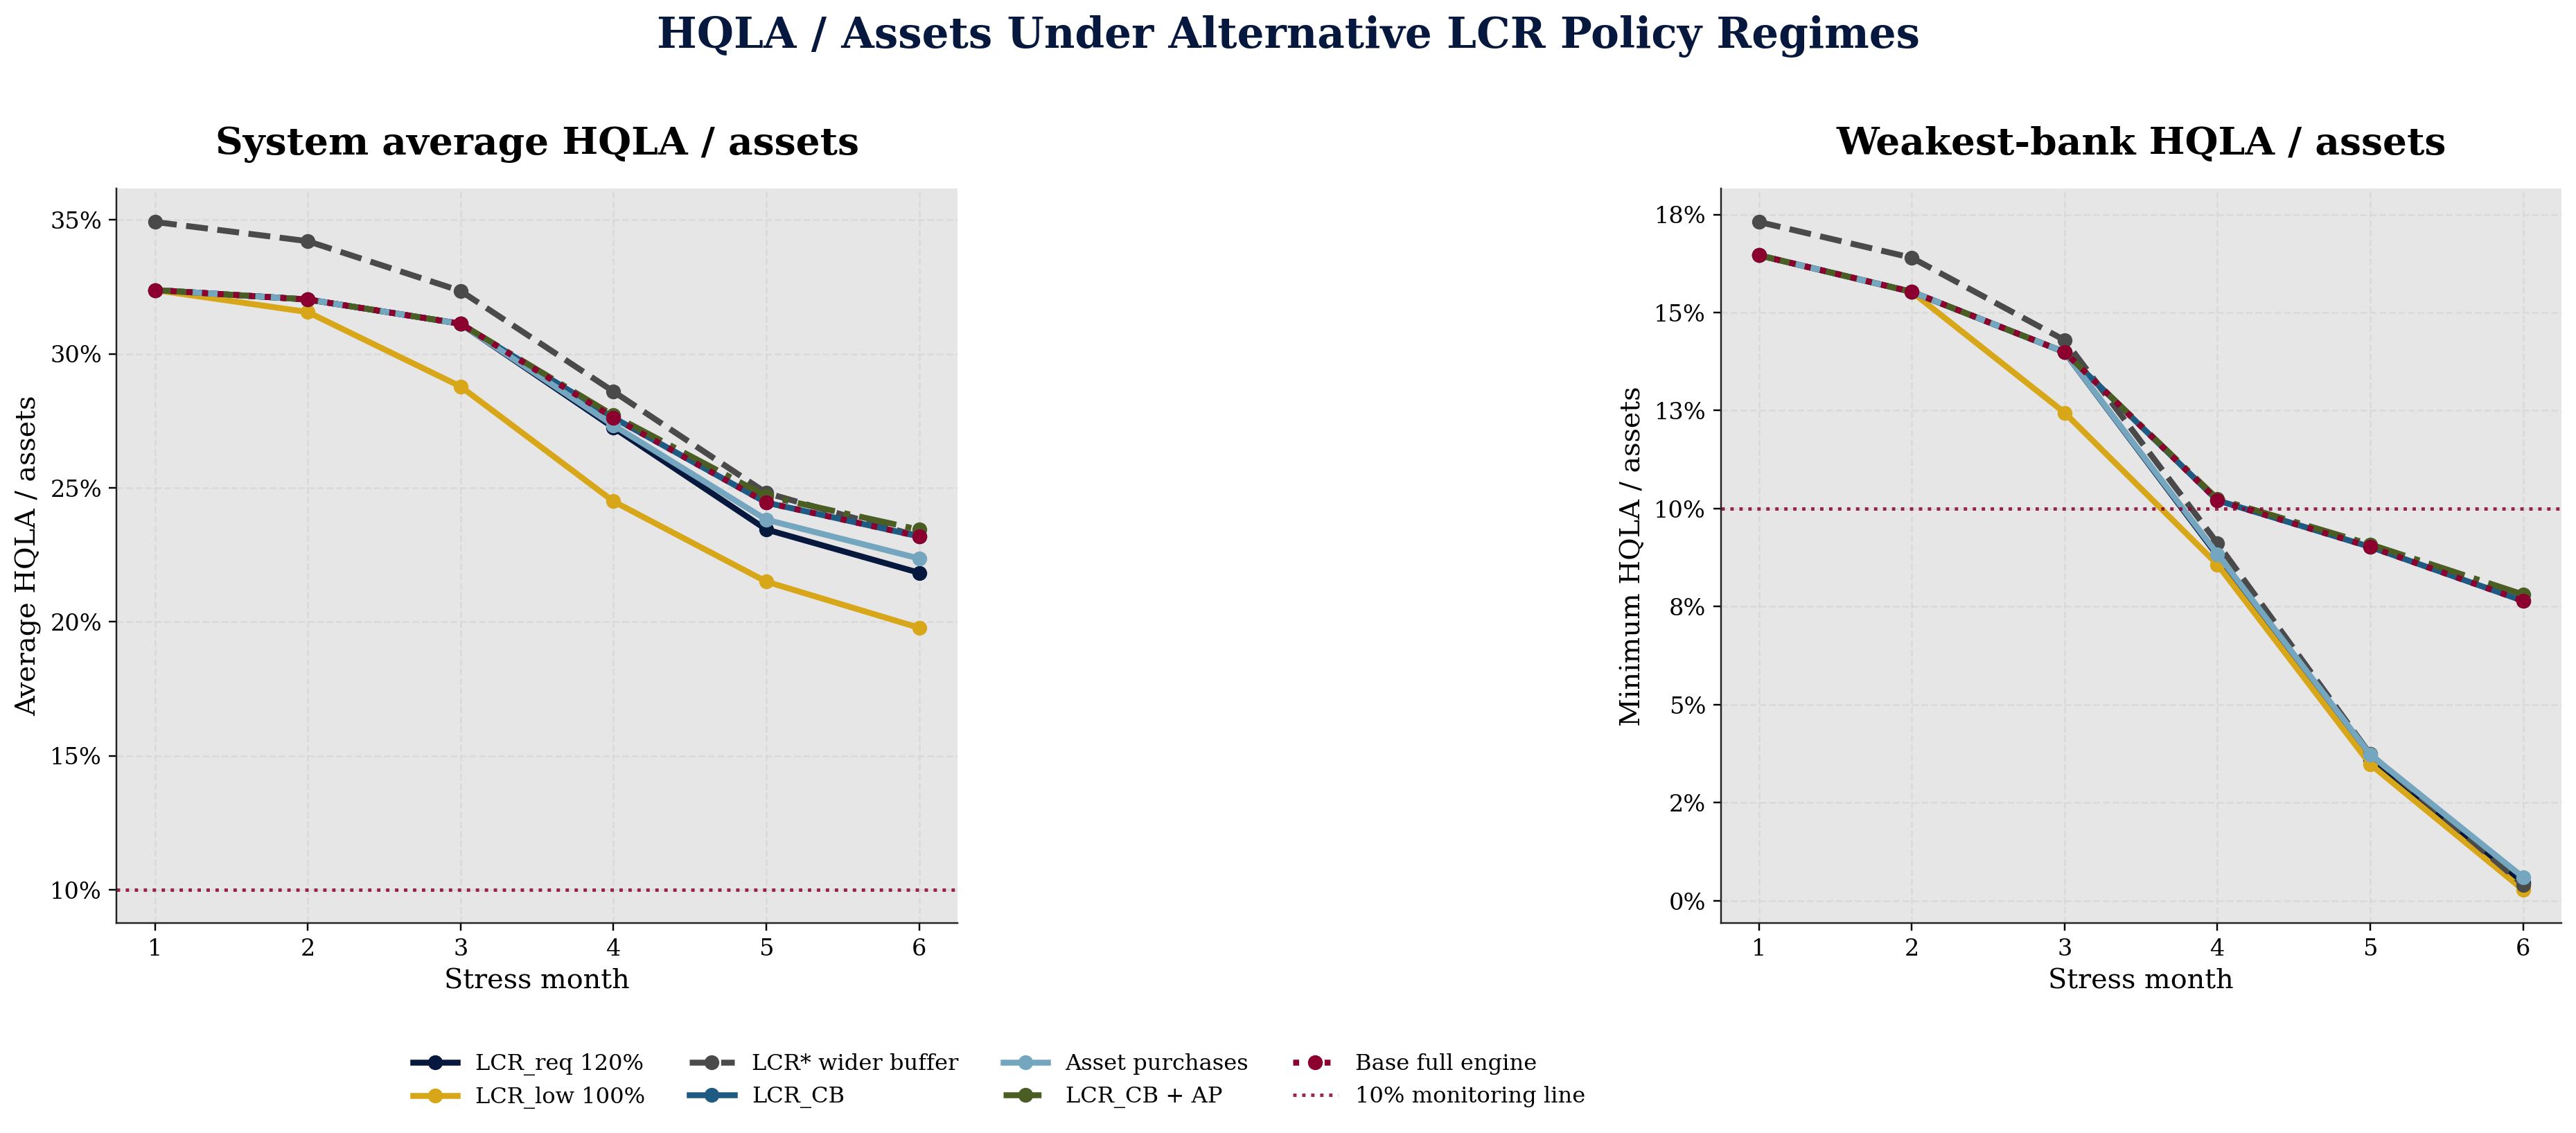 HQLA / Assets Under Alternative LCR Policy Regimes
System average HQLA / assets
Average HQLA / assets
35%
30%
25%
20%
15%
10%
1 2 3 4 5 6
Stress month
Weakest-bank HQLA / assets
Minimum HQLA / assets
18%
15%
13%
10%
8%
5%
2%
0%
1 2 3 4 5 6
Stress month
LCR_req 120%
LCR_low 100%
LCR* wider buffer
LCR_CB
Asset purchases
LCR_CB + AP
Base full engine
10% monitoring line